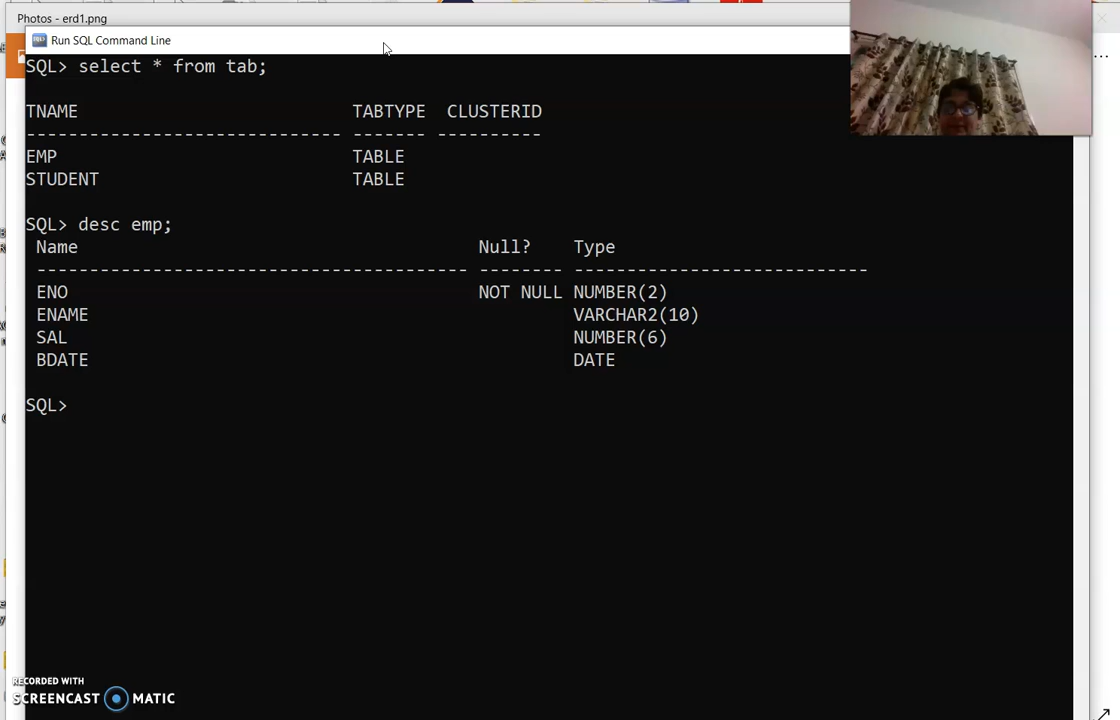 Photos - erd1.png
Run SQL Command Line
SQL> select * from tab;
TNAME TABTYPE CLUSTERID
------------------------------ ------- ----------
EMP TABLE
STUDENT TABLE
SQL> desc emp;
Name Null? Type
----------------------------------------- -------- ----------------------------
ENO NOT NULL NUMBER(2)
ENAME VARCHAR2(10)
SAL NUMBER(6)
BDATE DATE
SQL>
RECORDED WITH
SCREENCAST MATIC